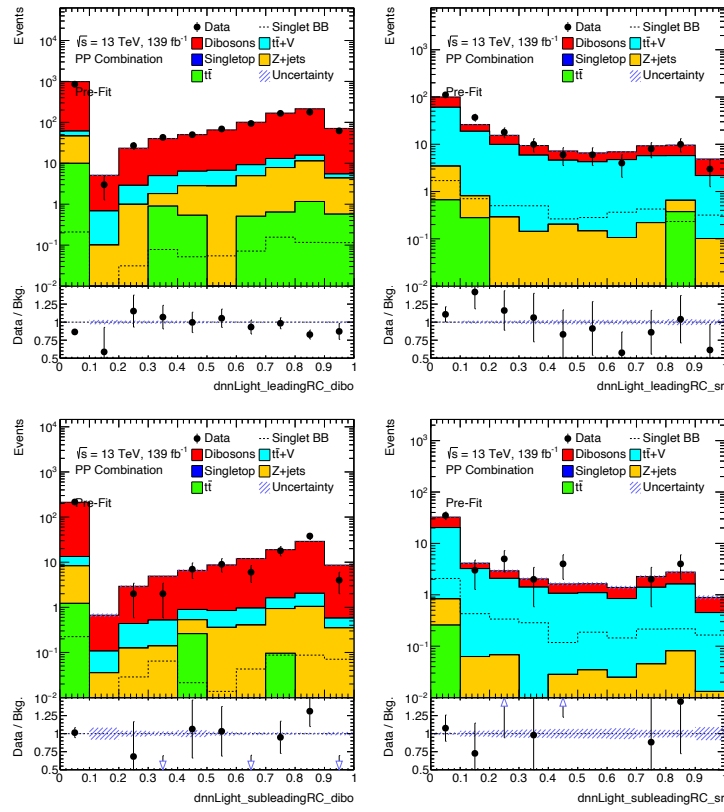 Events
10³
10²
10
1
10⁻¹
10⁻²
√s = 13 TeV, 139 fb⁻¹
PP Combination
Pre-Fit
Data
Singlet BB
Dibosons
tt̄+V
Singletop
Z+jets
tt̄
Uncertainty
Data / Bkg.
1.25
1
0.75
0.5
0 0.1 0.2 0.3 0.4 0.5 0.6 0.7 0.8 0.9 1
dnnLight_leadingRC_dibo
Events
10³
10²
10
1
10⁻¹
10⁻²
√s = 13 TeV, 139 fb⁻¹
PP Combination
Pre-Fit
Data
Singlet BB
Dibosons
tt̄+V
Singletop
Z+jets
tt̄
Uncertainty
Data / Bkg.
1.25
1
0.75
0.5
0 0.1 0.2 0.3 0.4 0.5 0.6 0.7 0.8 0.9 1
dnnLight_leadingRC_sr
Events
10⁴
10³
10²
10
1
10⁻¹
10⁻²
√s = 13 TeV, 139 fb⁻¹
PP Combination
Pre-Fit
Data
Singlet BB
Dibosons
tt̄+V
Singletop
Z+jets
tt̄
Uncertainty
Data / Bkg.
1.25
1
0.75
0.5
0 0.1 0.2 0.3 0.4 0.5 0.6 0.7 0.8 0.9 1
dnnLight_subleadingRC_dibo
Events
10³
10²
10
1
10⁻¹
10⁻²
√s = 13 TeV, 139 fb⁻¹
PP Combination
Pre-Fit
Data
Singlet BB
Dibosons
tt̄+V
Singletop
Z+jets
tt̄
Uncertainty
Data / Bkg.
1.25
1
0.75
0.5
0 0.1 0.2 0.3 0.4 0.5 0.6 0.7 0.8 0.9 1
dnnLight_subleadingRC_sr